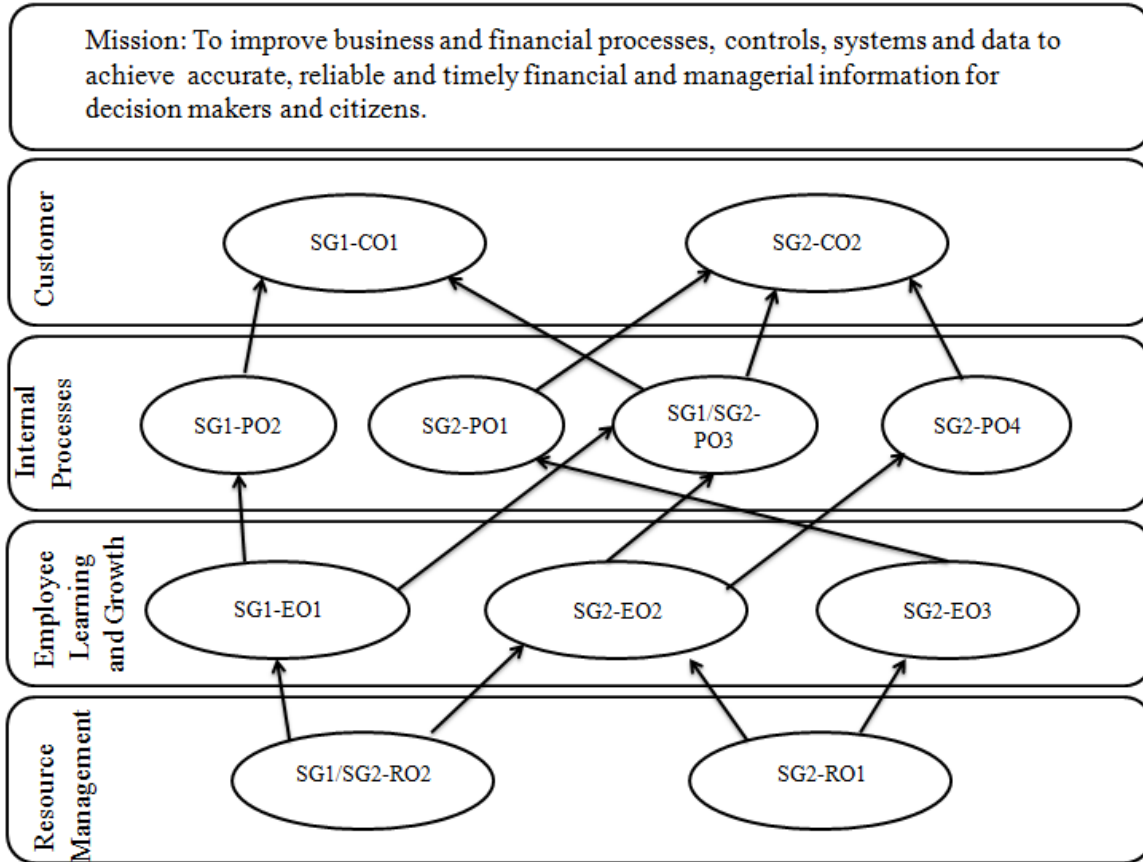 Mission: To improve business and financial processes, controls, systems and data to
achieve accurate, reliable and timely financial and managerial information for
decision makers and citizens.
Customer
SG1-CO1
SG2-CO2
Internal
Processes
SG1-PO2
SG2-PO1
SG1/SG2-
PO3
SG2-PO4
Employee
Learning
and Growth
SG1-EO1
SG2-EO2
SG2-EO3
Resource
Management
SG1/SG2-RO2
SG2-RO1